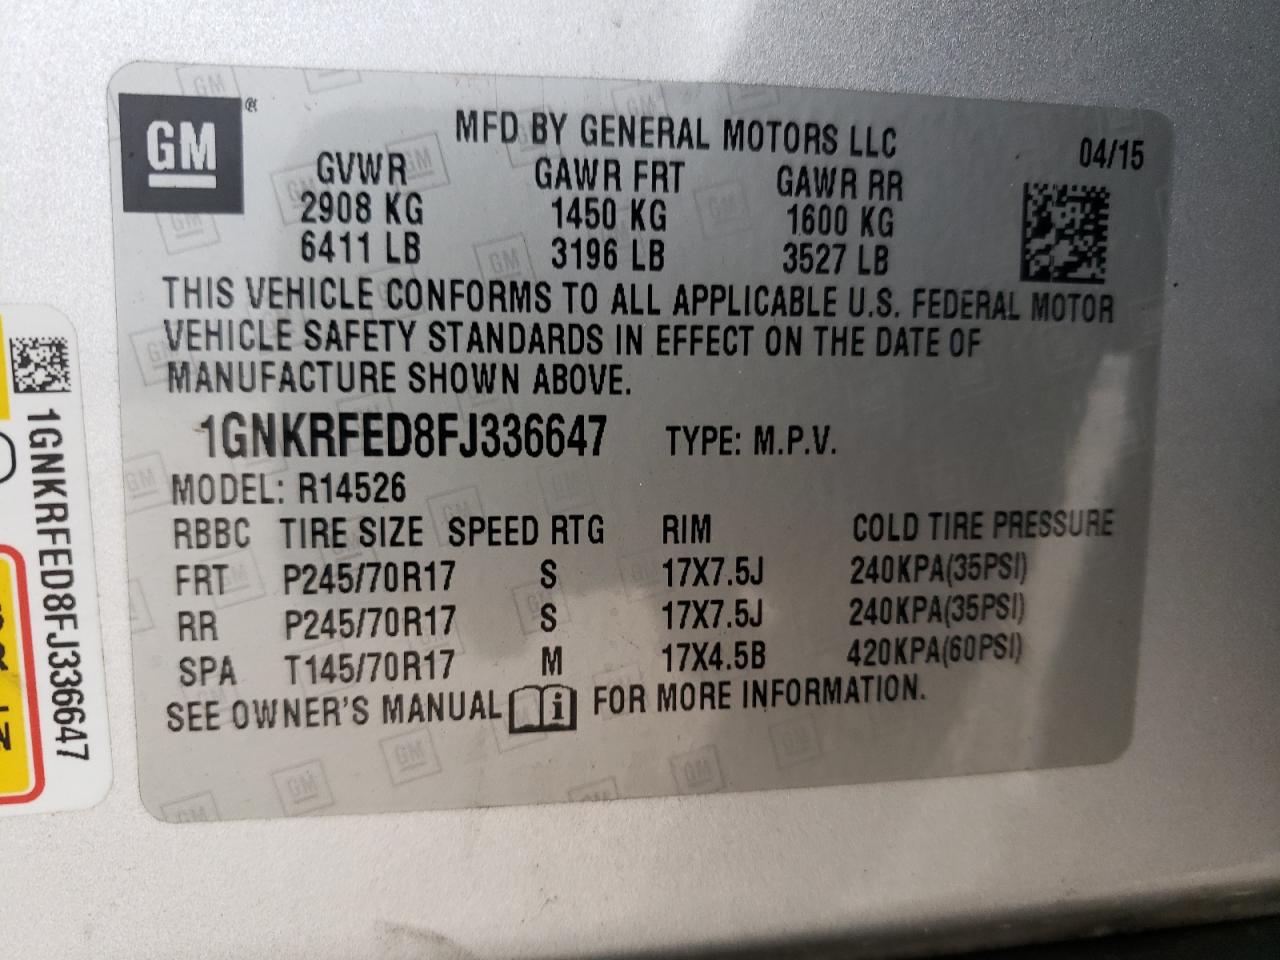 GM®
MFD BY GENERAL MOTORS LLC 04/15
GVWR GAWR FRT GAWR RR
2908 KG 1450 KG 1600 KG
6411 LB 3196 LB 3527 LB
THIS VEHICLE CONFORMS TO ALL APPLICABLE U.S. FEDERAL MOTOR
VEHICLE SAFETY STANDARDS IN EFFECT ON THE DATE OF
MANUFACTURE SHOWN ABOVE.
1GNKRFED8FJ336647 TYPE: M.P.V.
MODEL: R14526
RBBC TIRE SIZE SPEED RTG RIM COLD TIRE PRESSURE
FRT P245/70R17 S 17X7.5J 240KPA(35PSI)
RR P245/70R17 S 17X7.5J 240KPA(35PSI)
SPA T145/70R17 M 17X4.5B 420KPA(60PSI)
SEE OWNER'S MANUAL i FOR MORE INFORMATION.
1GNKRFED8FJ336647